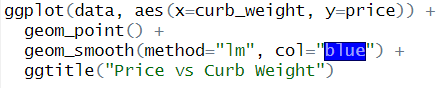 ggplot(data, aes(x=curb_weight, y=price)) +
  geom_point() +
  geom_smooth(method="lm", col="blue") +
  ggtitle("Price vs Curb Weight")